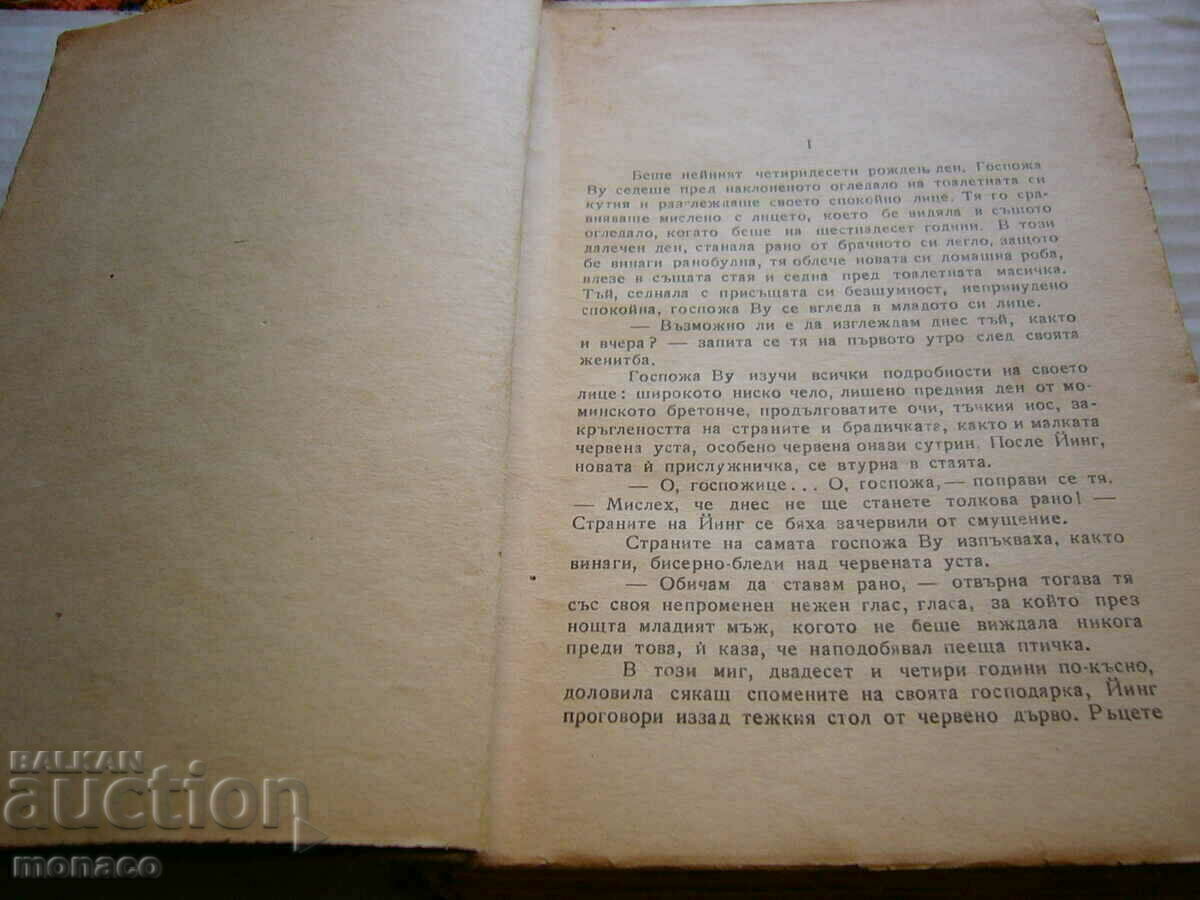 I
Беше нейният четиридесети рожден ден. Госпожа
Ву седеше пред наклоненото огледало на тоалетната си
кутия и разглеждаше своето спокойно лице. Тя го сра-
вняваше мислено с лицето, което бе видяла в същото
огледало, когато беше на шестнадесет години. В този
далечен ден, станала рано от брачното си легло, защото
бе винаги ранобудна, тя облече новата си домашна роба,
влезе в същата стая и седна пред тоалетната масичка.
Тъй, седнала с присъщата си безшумност, непринудено
спокойна, госпожа Ву се вгледа в младото си лице.
— Възможно ли е да изглеждам днес тъй, както
и вчера? — запита се тя на първото утро след своята
женитба.
Госпожа Ву изучи всички подробности на своето
лице: широкото ниско чело, лишено предния ден от мо-
минското бретонче, продълговатите очи, тънкия нос, за-
кръглеността на страните и брадичката, както и малката
червена уста, особено червена онази сутрин. После Йинг,
новата ѝ прислужничка, се втурна в стаята.
— О, госпожице... О, госпожа, — поправи се тя.
— Мислех, че днес не ще станете толкова рано! —
Страните на Йинг се бяха зачервили от смущение.
Страните на самата госпожа Ву изпъкваха, както
винаги, бисерно-бледи над червената уста.
— Обичам да ставам рано, — отвърна тогава тя
със своя непроменен нежен глас, гласа, за който през
нощта младият мъж, когото не беше виждала никога
преди това, ѝ каза, че наподобявал пееща птичка.
В този миг, двадесет и четири години по-късно,
доловила сякаш спомените на своята господарка, Йинг
проговори иззад тежкия стол от червено дърво. Ръцете
BALKAN
auction
monaco